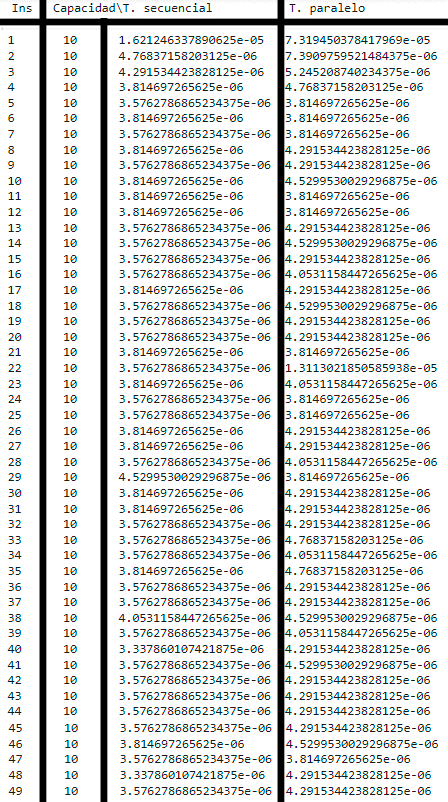 Ins Capacidad\T. secuencial T. paralelo
1 10 1.621246337890625e-05 7.319450378417969e-05
2 10 4.76837158203125e-06 7.3909759521484375e-06
3 10 4.291534423828125e-06 5.245208740234375e-06
4 10 3.814697265625e-06 4.76837158203125e-06
5 10 3.5762786865234375e-06 3.814697265625e-06
6 10 3.814697265625e-06 3.814697265625e-06
7 10 3.5762786865234375e-06 3.814697265625e-06
8 10 3.814697265625e-06 4.291534423828125e-06
9 10 3.5762786865234375e-06 4.291534423828125e-06
10 10 3.814697265625e-06 4.5299530029296875e-06
11 10 3.814697265625e-06 3.814697265625e-06
12 10 3.814697265625e-06 3.814697265625e-06
13 10 3.5762786865234375e-06 4.291534423828125e-06
14 10 3.5762786865234375e-06 4.5299530029296875e-06
15 10 3.5762786865234375e-06 4.291534423828125e-06
16 10 3.5762786865234375e-06 4.0531158447265625e-06
17 10 3.814697265625e-06 4.291534423828125e-06
18 10 3.5762786865234375e-06 4.5299530029296875e-06
19 10 3.5762786865234375e-06 4.291534423828125e-06
20 10 3.5762786865234375e-06 4.291534423828125e-06
21 10 3.814697265625e-06 3.814697265625e-06
22 10 3.5762786865234375e-06 1.3113021850585938e-05
23 10 3.814697265625e-06 4.0531158447265625e-06
24 10 3.5762786865234375e-06 3.814697265625e-06
25 10 3.5762786865234375e-06 3.814697265625e-06
26 10 3.814697265625e-06 4.291534423828125e-06
27 10 3.814697265625e-06 4.291534423828125e-06
28 10 3.5762786865234375e-06 4.0531158447265625e-06
29 10 4.5299530029296875e-06 3.814697265625e-06
30 10 3.814697265625e-06 4.291534423828125e-06
31 10 3.814697265625e-06 4.291534423828125e-06
32 10 3.5762786865234375e-06 4.291534423828125e-06
33 10 3.5762786865234375e-06 4.76837158203125e-06
34 10 3.5762786865234375e-06 4.0531158447265625e-06
35 10 3.814697265625e-06 4.76837158203125e-06
36 10 3.5762786865234375e-06 4.291534423828125e-06
37 10 3.5762786865234375e-06 4.291534423828125e-06
38 10 4.0531158447265625e-06 4.5299530029296875e-06
39 10 3.5762786865234375e-06 4.0531158447265625e-06
40 10 3.337860107421875e-06 4.291534423828125e-06
41 10 3.5762786865234375e-06 4.5299530029296875e-06
42 10 3.5762786865234375e-06 4.291534423828125e-06
43 10 3.5762786865234375e-06 4.291534423828125e-06
44 10 3.5762786865234375e-06 4.291534423828125e-06
45 10 3.5762786865234375e-06 4.291534423828125e-06
46 10 3.814697265625e-06 4.5299530029296875e-06
47 10 3.5762786865234375e-06 3.814697265625e-06
48 10 3.337860107421875e-06 4.291534423828125e-06
49 10 3.5762786865234375e-06 4.291534423828125e-06